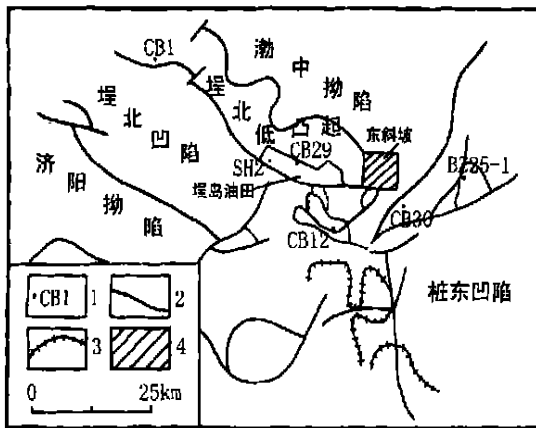 CB1
渤中坳陷
埕北低凸起
埕北凹陷
济阳坳陷
东斜坡
CB29
SH2
埕岛油田
BZ25-1
CB30
CB12
桩东凹陷
CB1 1
2
3
4
0 25km